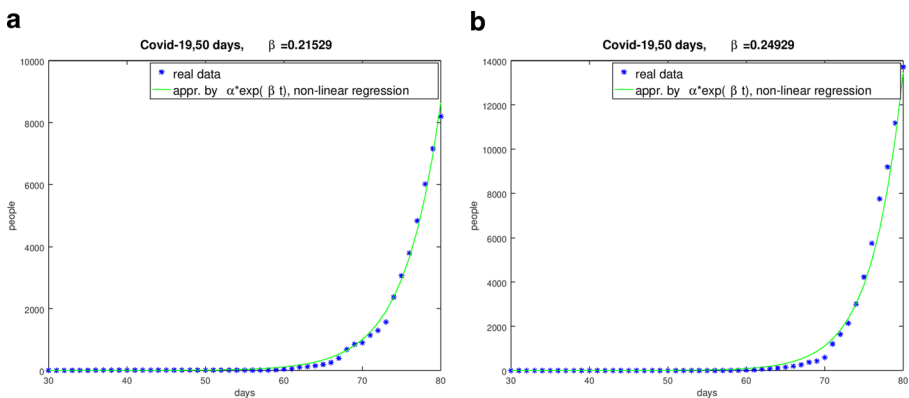 a
Covid-19,50 days, β =0.21529
10000
8000
6000
4000
2000
0
people
real data
appr. by α*exp( β t), non-linear regression
30
40
50
60
70
80
days
b
Covid-19,50 days, β =0.24929
14000
12000
10000
8000
6000
4000
2000
0
people
real data
appr. by α*exp( β t), non-linear regression
30
40
50
60
70
80
days